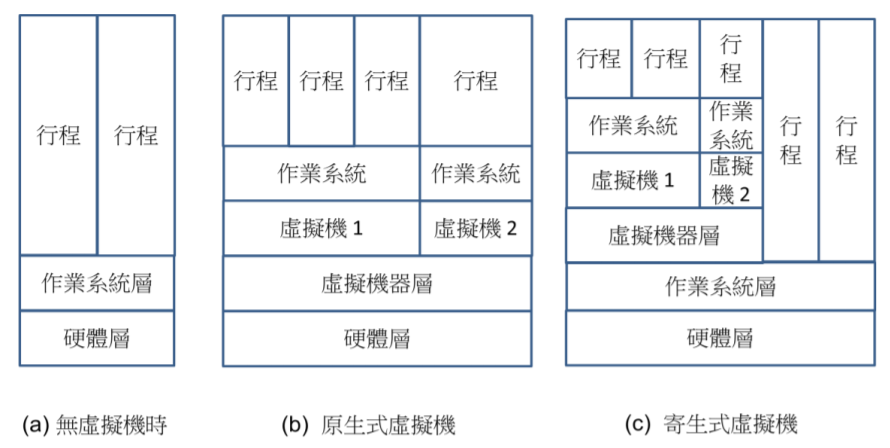 行程
行程
作業系統層
硬體層
(a) 無虛擬機時
行程
行程
行程
行程
作業系統
作業系統
虛擬機 1
虛擬機 2
虛擬機器層
硬體層
(b) 原生式虛擬機
行程
行程
行
程
作業系統
作業
系統
虛擬機 1
虛擬
機 2
虛擬機器層
行
程
行
程
作業系統層
硬體層
(c) 寄生式虛擬機